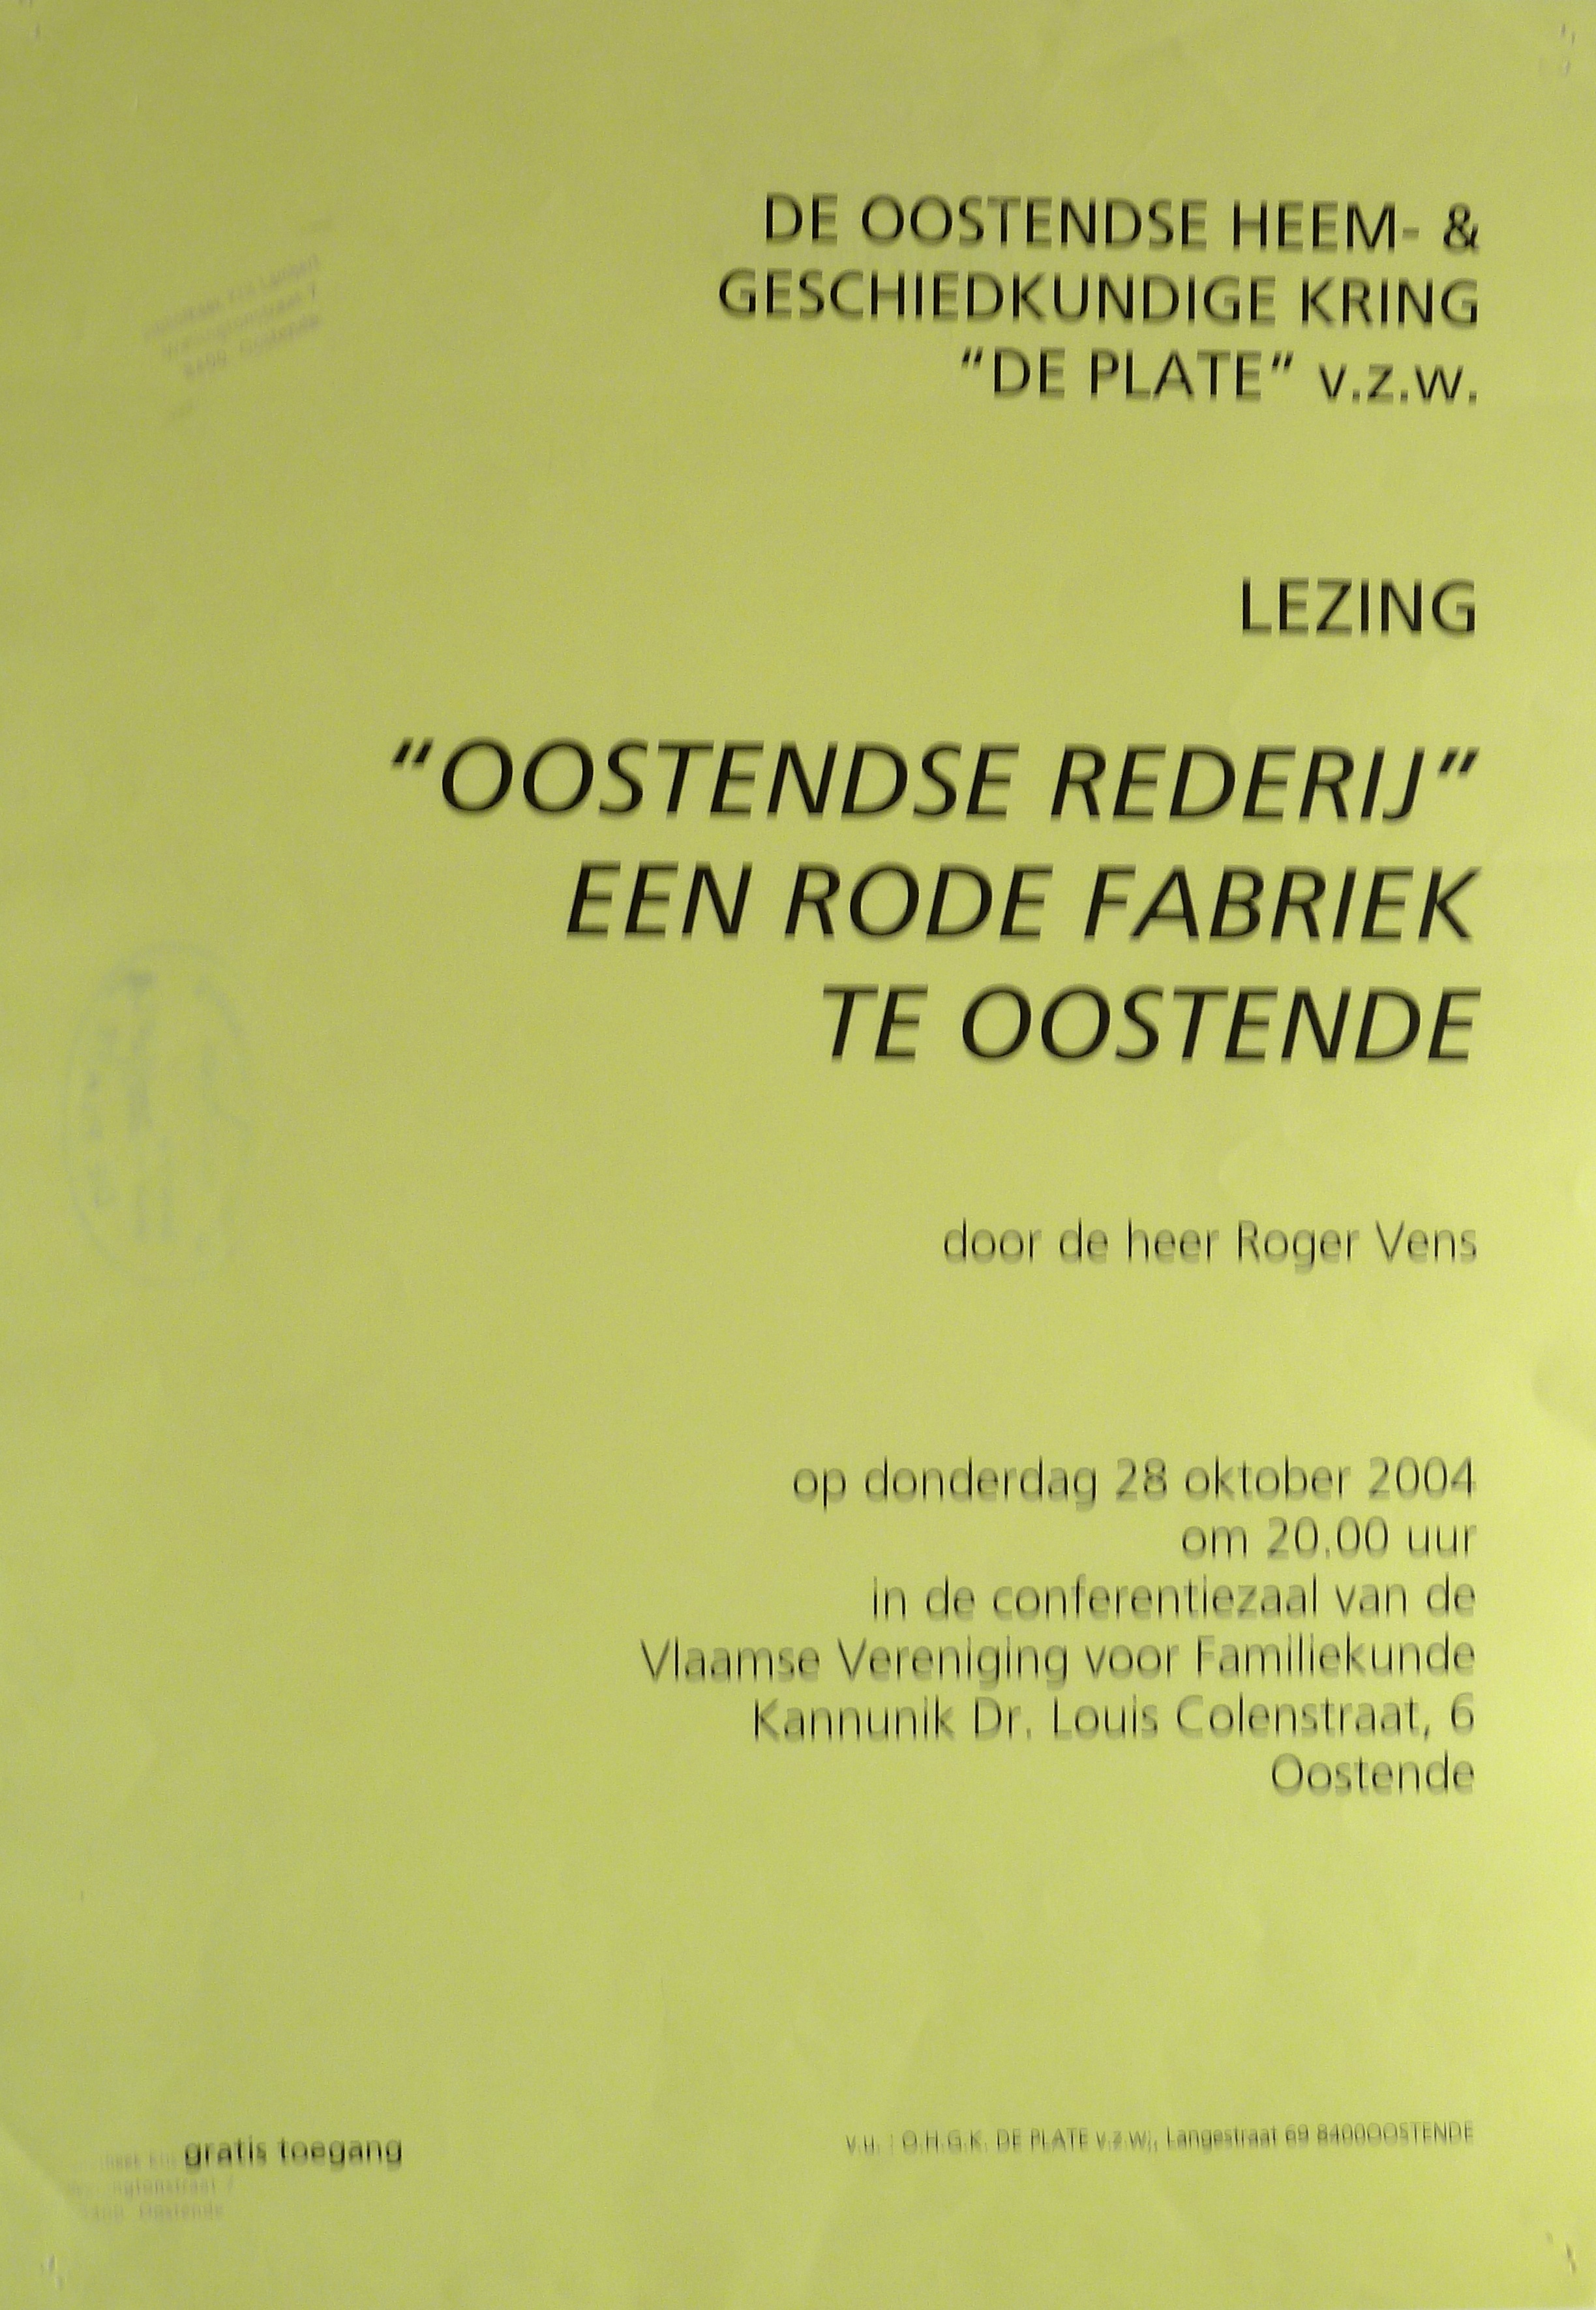 DE OOSTENDSE HEEM- &
GESCHIEDKUNDIGE KRING
“DE PLATE” v.z.w.
LEZING
“OOSTENDSE REDERIJ”
EEN RODE FABRIEK
TE OOSTENDE
door de heer Roger Vens
op donderdag 28 oktober 2004
om 20.00 uur
in de conferentiezaal van de
Vlaamse Vereniging voor Familiekunde
Kannunik Dr. Louis Colenstraat, 6
Oostende
gratis toegang
v.u. : O.H.G.K. DE PLATE v.z.w., Langestraat 69 8400OOSTENDE